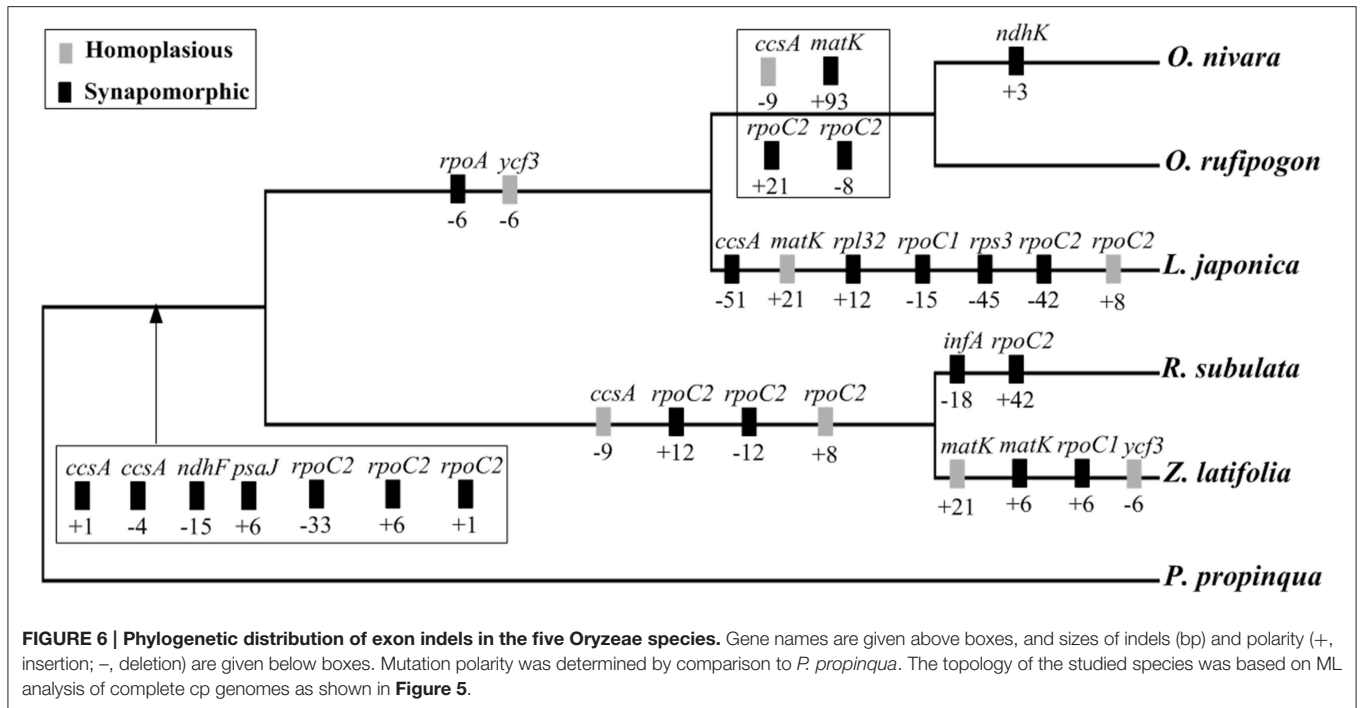 Homoplasious
Synapomorphic
ccsA matK
-9 +93
rpoC2 rpoC2
+21 -8
ndhK
+3
O. nivara
O. rufipogon
rpoA ycf3
-6 -6
ccsA matK rpl32 rpoC1 rps3 rpoC2 rpoC2
-51 +21 +12 -15 -45 -42 +8
L. japonica
infA rpoC2
-18 +42
R. subulata
ccsA rpoC2 rpoC2 rpoC2
-9 +12 -12 +8
matK matK rpoC1 ycf3
+21 +6 +6 -6
Z. latifolia
ccsA ccsA ndhF psaJ rpoC2 rpoC2 rpoC2
+1 -4 -15 +6 -33 +6 +1
P. propinqua
FIGURE 6 | Phylogenetic distribution of exon indels in the five Oryzeae species. Gene names are given above boxes, and sizes of indels (bp) and polarity (+,
insertion; –, deletion) are given below boxes. Mutation polarity was determined by comparison to P. propinqua. The topology of the studied species was based on ML
analysis of complete cp genomes as shown in Figure 5.